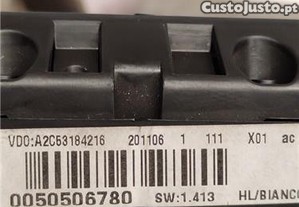 CustoJusto.pt
VDO:A2C53184216 201106 1 111 X01 ac
0050506780 SW:1.413 HL/BIANCO